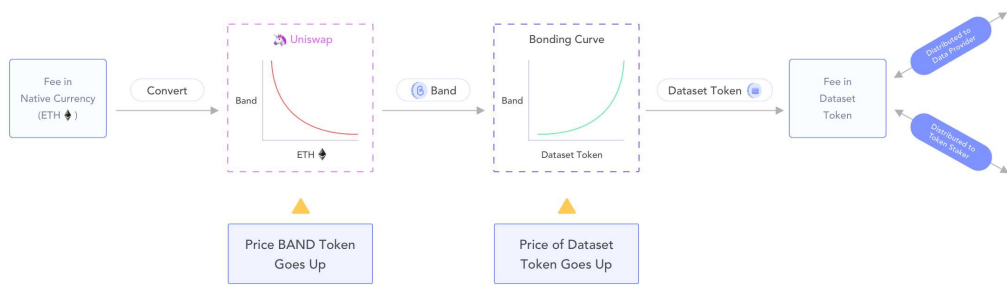 Fee in
Native Currency
(ETH )
Convert
Uniswap
Band
ETH
Band
Bonding Curve
Band
Dataset Token
Dataset Token
Fee in
Dataset
Token
Distributed to
Data Provider
Distributed to
Token Staker
Price BAND Token
Goes Up
Price of Dataset
Token Goes Up